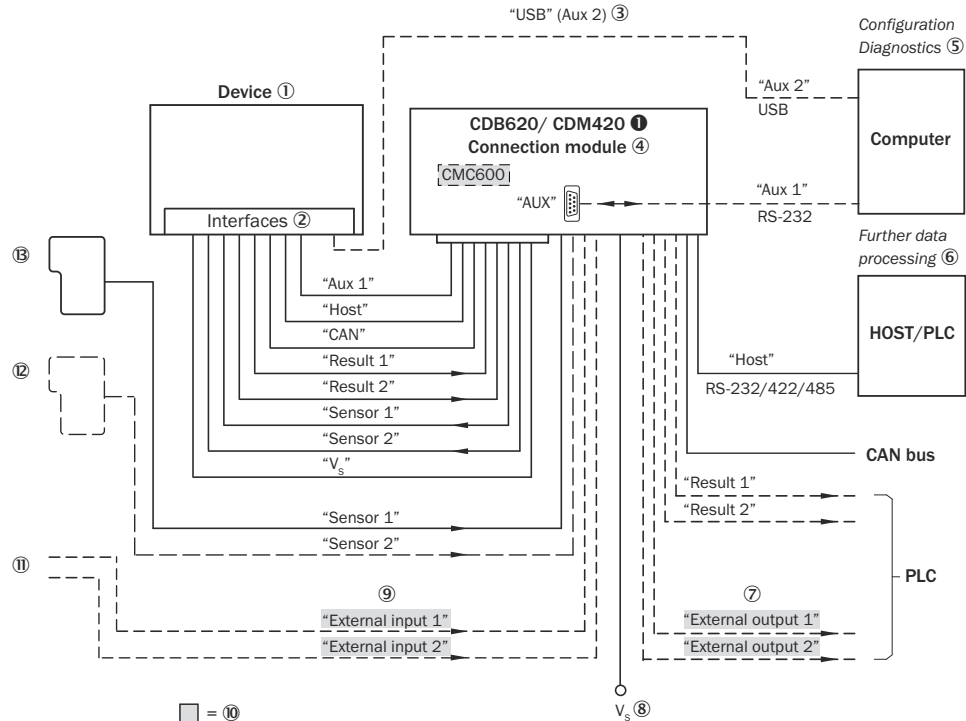 “USB” (Aux 2) ③
Configuration
Diagnostics ⑤
Device ①
“Aux 2”
USB
CDB620/ CDM420 ❶
Connection module ④
Computer
CMC600
“AUX”
“Aux 1”
RS-232
Interfaces ②
Further data
processing ⑥
⑬
“Aux 1”
“Host”
“CAN”
HOST/PLC
“Result 1”
“Host”
⑫
“Result 2”
RS-232/422/485
“Sensor 1”
“Sensor 2”
CAN bus
“Vs”
“Result 1”
“Sensor 1”
“Result 2”
“Sensor 2”
⑪
PLC
⑨
⑦
“External input 1”
“External output 1”
“External input 2”
“External output 2”
= ⑩
Vs ⑧